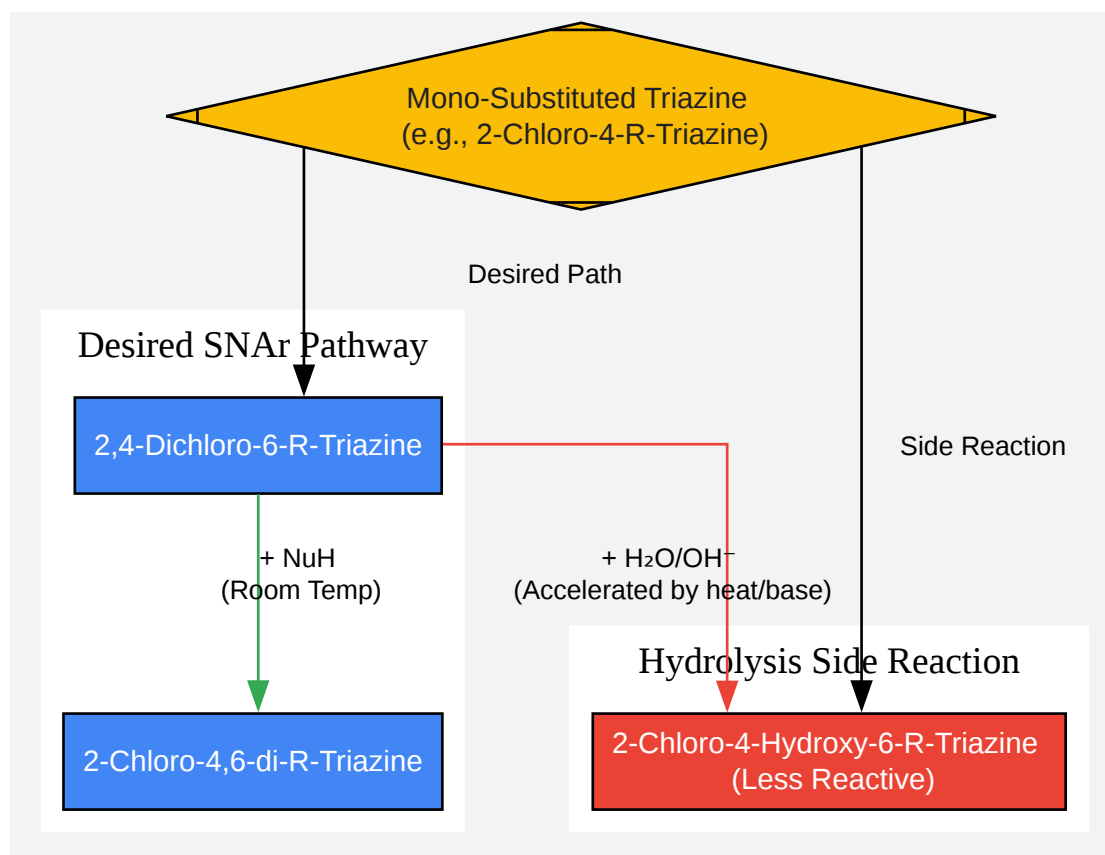 Mono-Substituted Triazine
(e.g., 2-Chloro-4-R-Triazine)
Desired Path
Desired SNAr Pathway
2,4-Dichloro-6-R-Triazine
Side Reaction
+ NuH
(Room Temp)
+ H₂O/OH⁻
(Accelerated by heat/base)
Hydrolysis Side Reaction
2-Chloro-4,6-di-R-Triazine
2-Chloro-4-Hydroxy-6-R-Triazine
(Less Reactive)